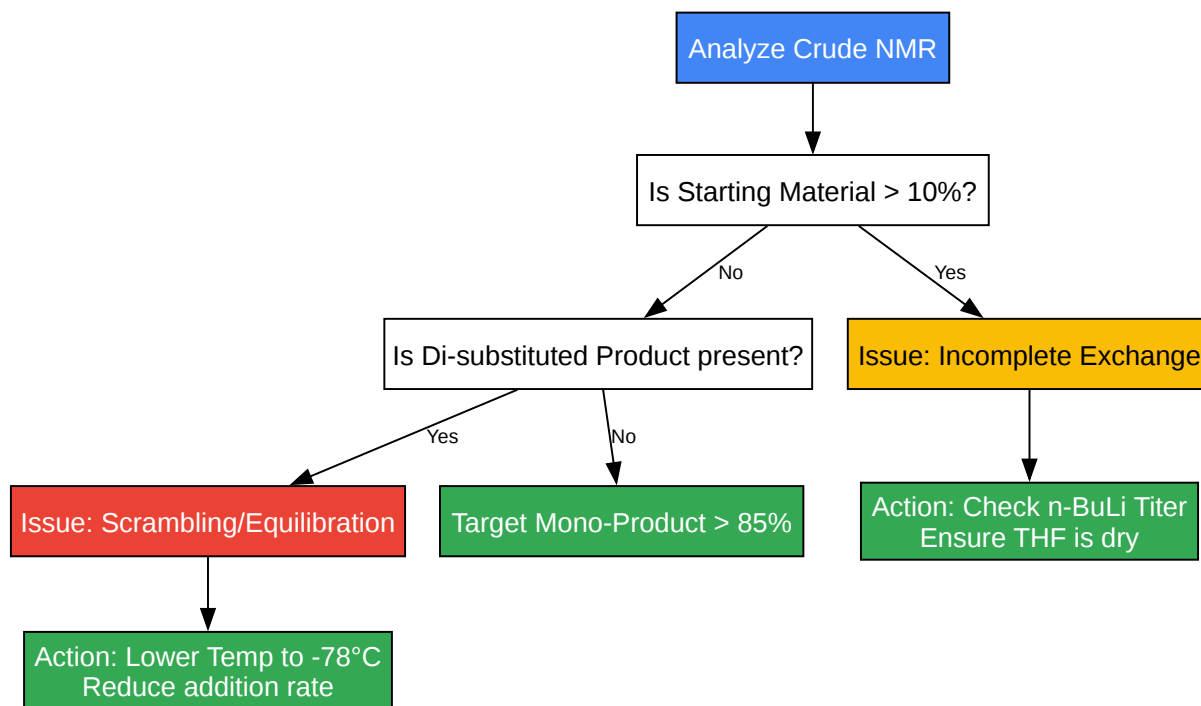 Analyze Crude NMR
Is Starting Material > 10%?
No
Yes
Is Di-substituted Product present?
Issue: Incomplete Exchange
Yes
No
Issue: Scrambling/Equilibration
Target Mono-Product > 85%
Action: Check n-BuLi Titer
Ensure THF is dry
Action: Lower Temp to -78°C
Reduce addition rate